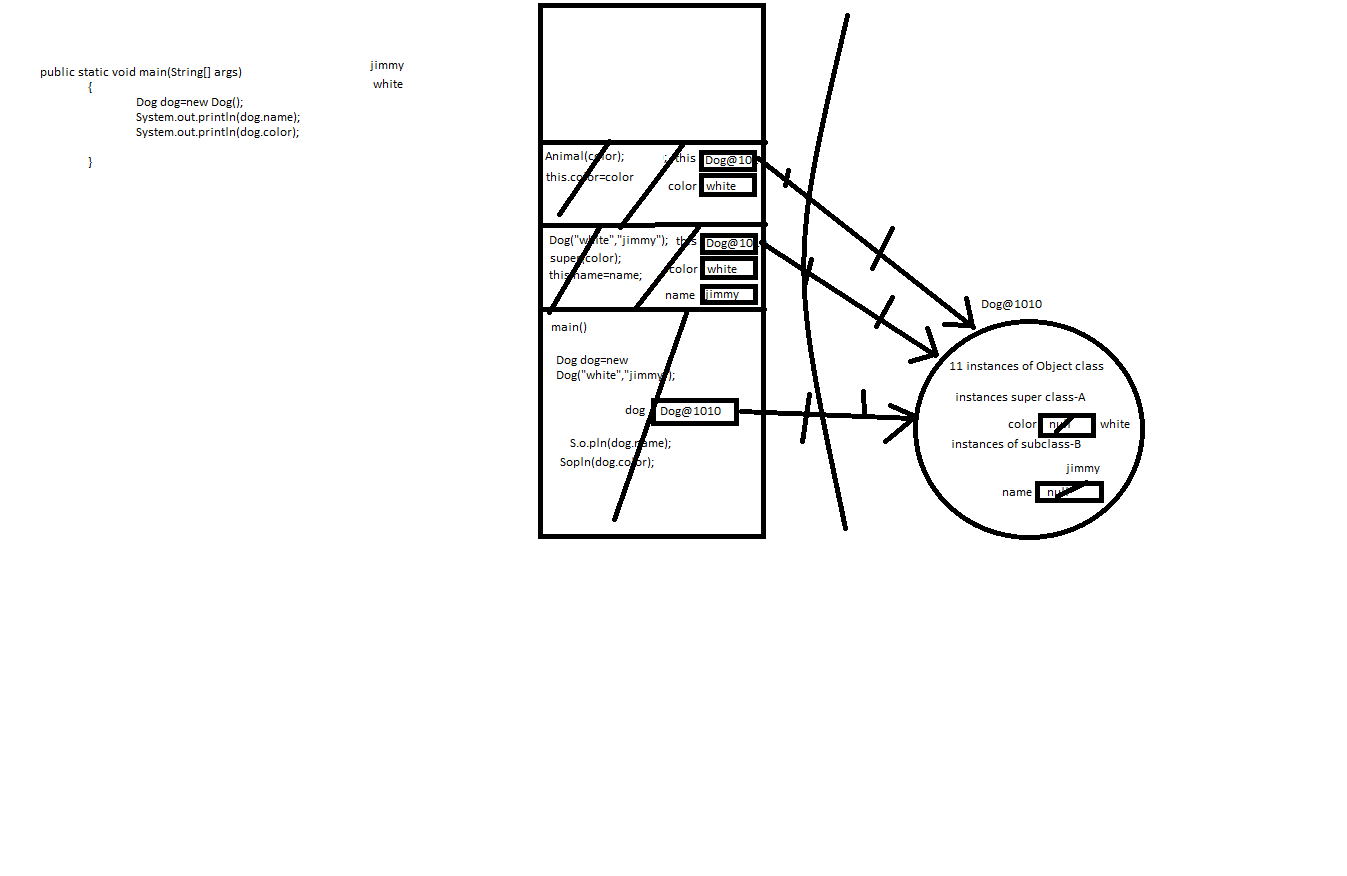 public static void main(String[] args)
{
Dog dog=new Dog();
System.out.println(dog.name);
System.out.println(dog.color);
}
jimmy
white
Animal(color);
this.color=color
; this
Dog@10
color
white
Dog("white","jimmy");
super(color);
this.name=name;
this
Dog@10
color
white
name
jimmy
main()
Dog dog=new
Dog("white","jimmy");
dog
Dog@1010
S.o.pln(dog.name);
Sopln(dog.color);
Dog@1010
11 instances of Object class
instances super class-A
color
null
white
instances of subclass-B
jimmy
name
null